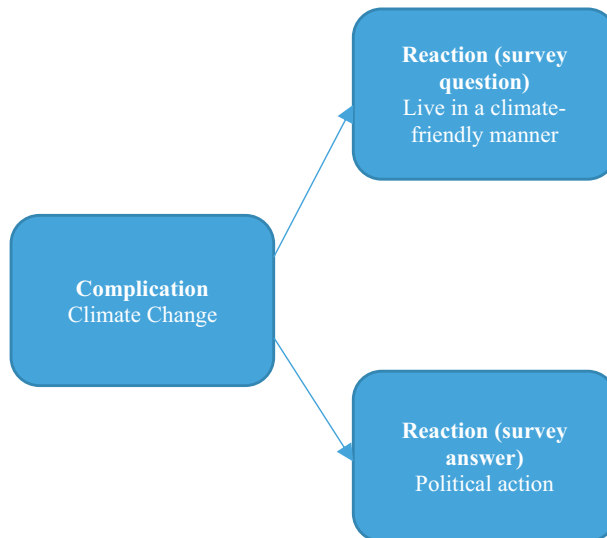 Reaction (survey
question)
Live in a climate-
friendly manner
Complication
Climate Change
Reaction (survey
answer)
Political action